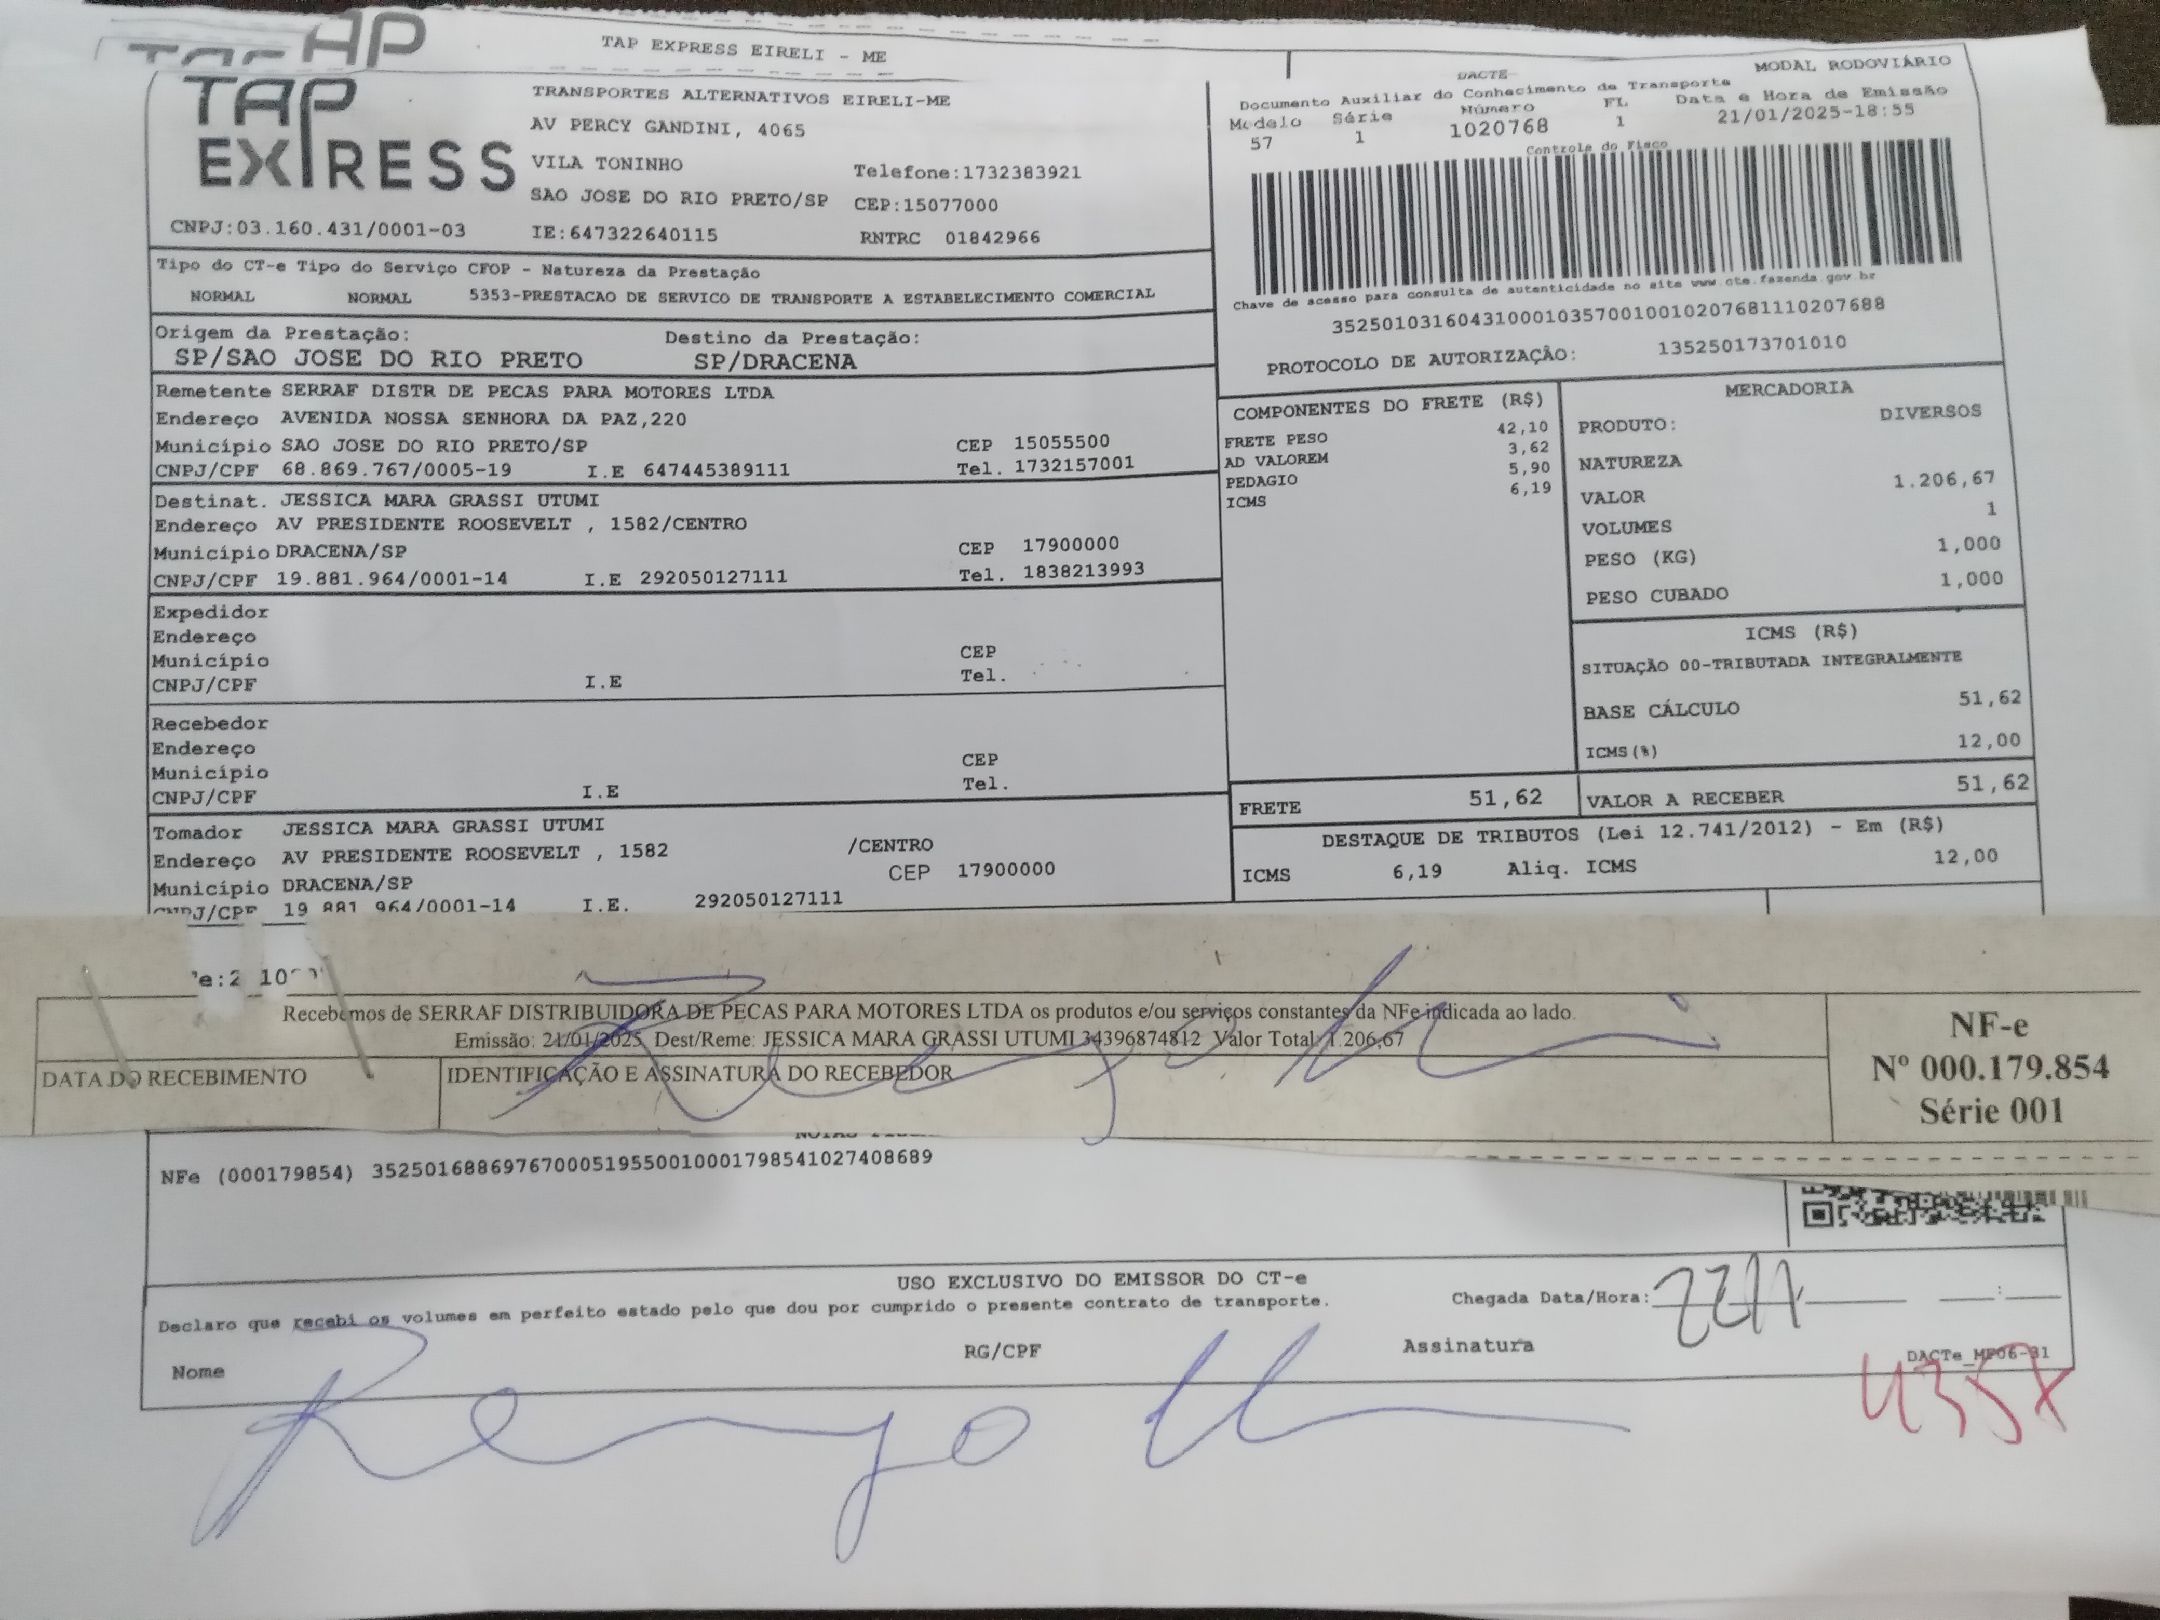 TAP EXPRESS EIRELI - ME
TAP
EXPRESS
TRANSPORTES ALTERNATIVOS EIRELI-ME
AV PERCY GANDINI, 4065
VILA TONINHO
Telefone:1732383921
SAO JOSE DO RIO PRETO/SP CEP:15077000
CNPJ:03.160.431/0001-03 IE:647322640115 RNTRC 01842966
DACTE MODAL RODOVIÁRIO
Documento Auxiliar do Conhecimento de Transporte
Modelo Série Número FL Data e Hora de Emissão
57 1 1020768 1 21/01/2025-18:55
Controle do Fisco
Chave de acesso para consulta de autenticidade no site www.cte.fazenda.gov.br
35250103160431000103570010010207681110207688
PROTOCOLO DE AUTORIZAÇÃO: 135250173701010
Tipo do CT-e Tipo do Serviço CFOP - Natureza da Prestação
NORMAL NORMAL 5353-PRESTACAO DE SERVICO DE TRANSPORTE A ESTABELECIMENTO COMERCIAL
Origem da Prestação: Destino da Prestação:
SP/SAO JOSE DO RIO PRETO SP/DRACENA
Remetente SERRAF DISTR DE PECAS PARA MOTORES LTDA
Endereço AVENIDA NOSSA SENHORA DA PAZ,220
Município SAO JOSE DO RIO PRETO/SP CEP 15055500
CNPJ/CPF 68.869.767/0005-19 I.E 647445389111 Tel. 1732157001
Destinat. JESSICA MARA GRASSI UTUMI
Endereço AV PRESIDENTE ROOSEVELT , 1582/CENTRO
Município DRACENA/SP CEP 17900000
CNPJ/CPF 19.881.964/0001-14 I.E 292050127111 Tel. 1838213993
Expedidor
Endereço
Município CEP
CNPJ/CPF I.E Tel.
Recebedor
Endereço
Município CEP
CNPJ/CPF I.E Tel.
Tomador JESSICA MARA GRASSI UTUMI
Endereço AV PRESIDENTE ROOSEVELT , 1582 /CENTRO
Município DRACENA/SP CEP 17900000
CNPJ/CPF 19 881 964/0001-14 I.E. 292050127111
COMPONENTES DO FRETE (R$)
FRETE PESO 42,10
AD VALOREM 3,62
PEDAGIO 5,90
ICMS 6,19
MERCADORIA
PRODUTO: DIVERSOS
NATUREZA
VALOR 1.206,67
VOLUMES 1
PESO (KG) 1,000
PESO CUBADO 1,000
ICMS (R$)
SITUAÇÃO 00-TRIBUTADA INTEGRALMENTE
BASE CÁLCULO 51,62
ICMS(%) 12,00
FRETE 51,62 VALOR A RECEBER 51,62
DESTAQUE DE TRIBUTOS (Lei 12.741/2012) - Em (R$)
ICMS 6,19 Aliq. ICMS 12,00
Recebemos de SERRAF DISTRIBUIDORA DE PECAS PARA MOTORES LTDA os produtos e/ou serviços constantes da NFe indicada ao lado.
Emissão: 21/01/2025 Dest/Reme: JESSICA MARA GRASSI UTUMI 34396874812 Valor Total 1.206,67
DATA DO RECEBIMENTO IDENTIFICAÇÃO E ASSINATURA DO RECEBEDOR
NF-e
Nº 000.179.854
Série 001
NFe (000179854) 35250168869767000519550010001798541027408689
USO EXCLUSIVO DO EMISSOR DO CT-e
Declaro que recebi os volumes em perfeito estado pelo que dou por cumprido o presente contrato de transporte. Chegada Data/Hora:
Nome RG/CPF Assinatura
DACTe_MF06-31